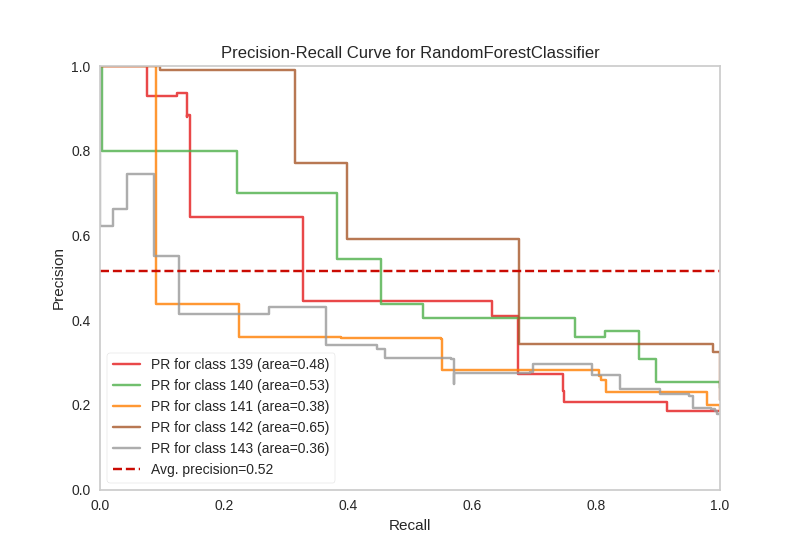 Precision-Recall Curve for RandomForestClassifier
1.0
0.8
0.6
0.4
0.2
0.0
Precision
PR for class 139 (area=0.48)
PR for class 140 (area=0.53)
PR for class 141 (area=0.38)
PR for class 142 (area=0.65)
PR for class 143 (area=0.36)
Avg. precision=0.52
0.0 0.2 0.4 0.6 0.8 1.0
Recall